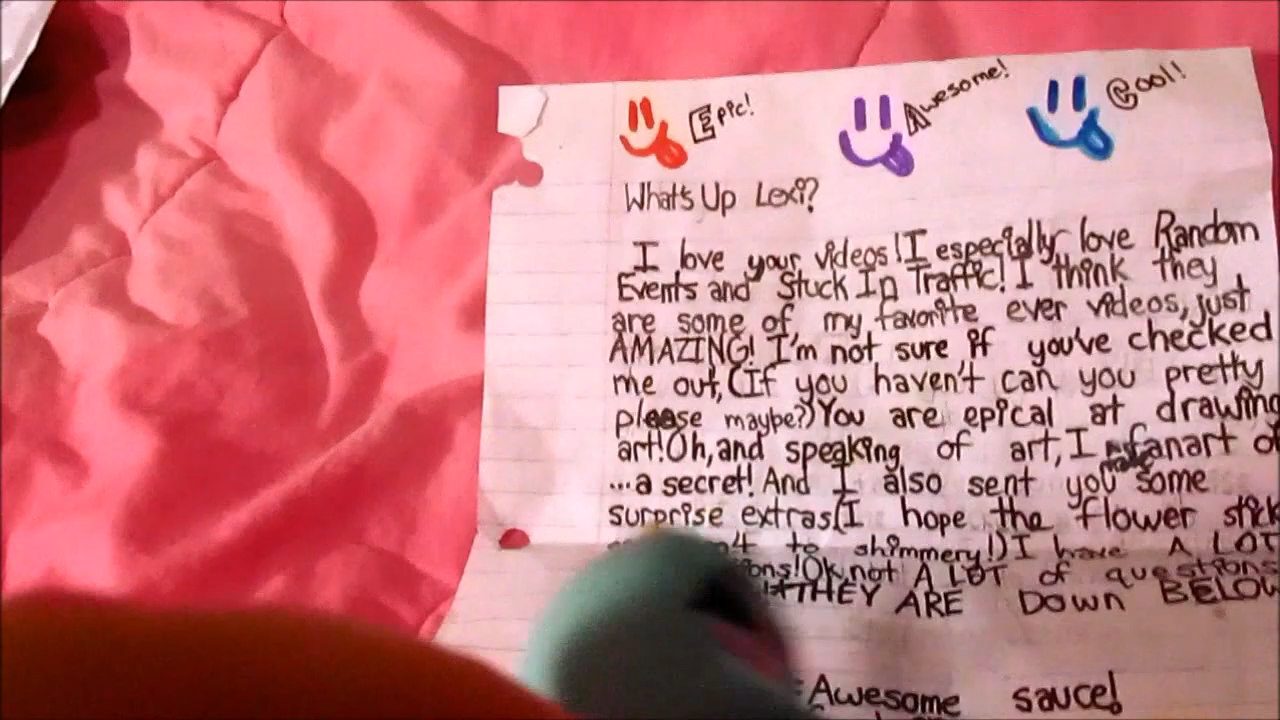 Epic! Awesome! Cool!
What's Up Lexi?
I love your videos! I especially love Random
Events and Stuck In Traffic! I think they
are some of my favorite ever videos, just
AMAZING! I'm not sure if you've checked
me out, (If you haven't can you pretty
please maybe?) You are epical at drawing
art! Oh, and speaking of art, I made fanart of
...a secret! And I also sent you some
surprise extras (I hope the flower stick
to shimmery!) I have A LOT
Ok, not A LOT of questions
THEY ARE DOWN BELOW
Awesome sauce!